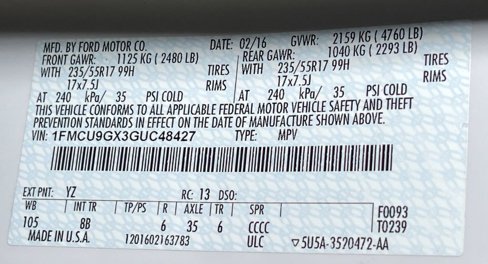 MFD. BY FORD MOTOR CO. DATE: 02/16 GVWR: 2159 KG (4760 LB)
FRONT GAWR: 1125 KG (2480 LB) REAR GAWR: 1040 KG (2293 LB)
WITH 235/55R17 99H TIRES WITH 235/55R17 99H TIRES
17x7.5J RIMS 17x7.5J RIMS
AT 240 kPa/ 35 PSI COLD AT 240 kPa/ 35 PSI COLD
THIS VEHICLE CONFORMS TO ALL APPLICABLE FEDERAL MOTOR VEHICLE SAFETY AND THEFT
PREVENTION STANDARDS IN EFFECT ON THE DATE OF MANUFACTURE SHOWN ABOVE.
VIN: 1FMCU9GX3GUC48427 TYPE: MPV
EXT PNT: YZ RC: 13 DSO:
WB INT TR TP/PS R AXLE TR SPR F0093
105 BB 6 35 6 CCCC T0239
MADE IN U.S.A. 1201602163783 ULC ▽5U5A-3520472-AA